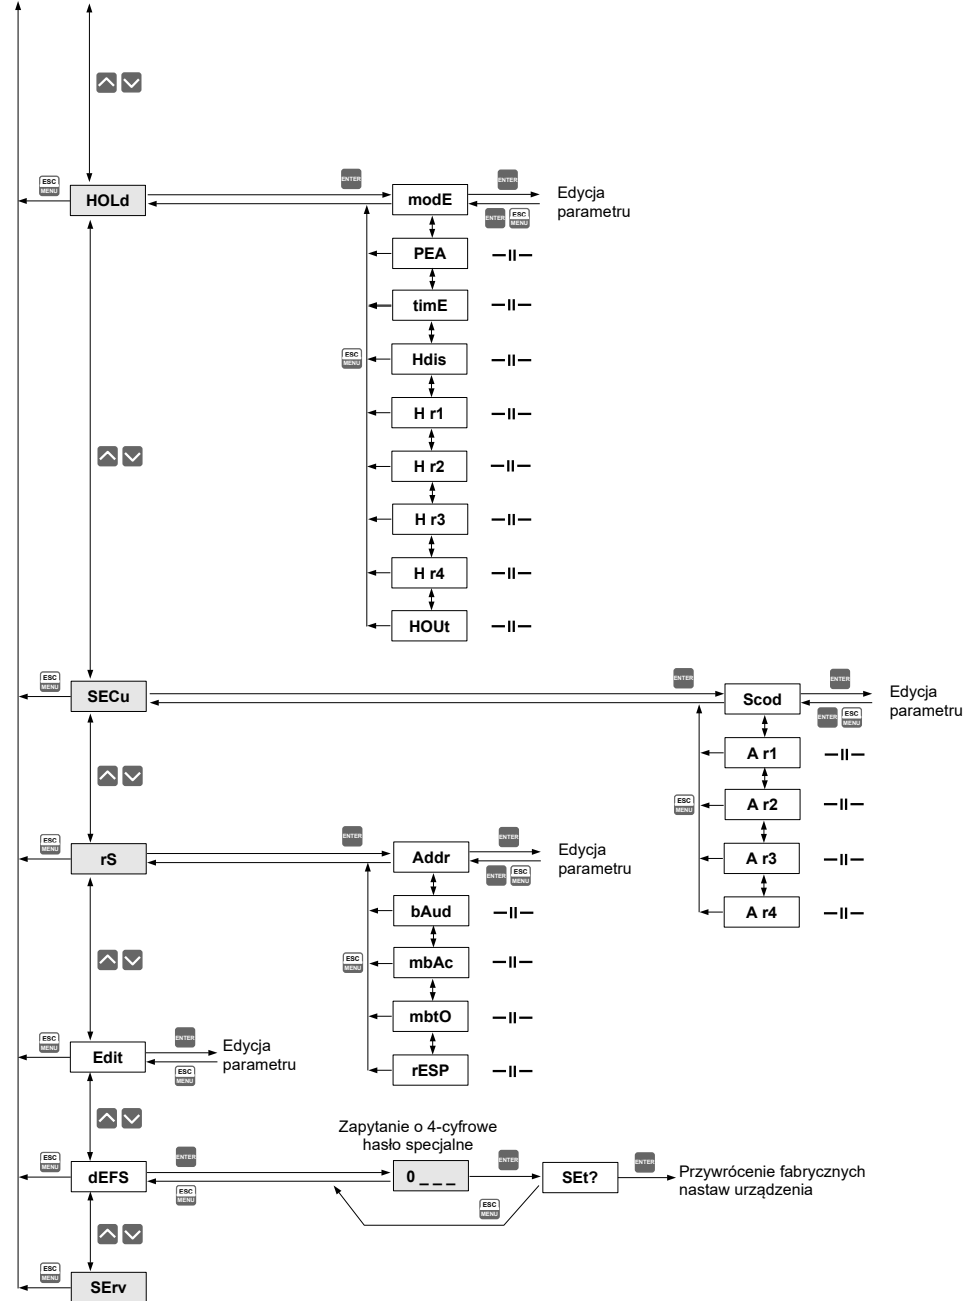 ESC
MENU
HOLd
ENTER
modE
ENTER
ENTER
ESC
MENU
Edycja
parametru
PEA
—II—
timE
—II—
ESC
MENU
Hdis
—II—
H r1
—II—
H r2
—II—
H r3
—II—
H r4
—II—
HOUt
—II—
ESC
MENU
SECu
ENTER
Scod
ENTER
ENTER
ESC
MENU
Edycja
parametru
A r1
—II—
ESC
MENU
A r2
—II—
A r3
—II—
A r4
—II—
ESC
MENU
rS
ENTER
Addr
ENTER
ENTER
ESC
MENU
Edycja
parametru
bAud
—II—
ESC
MENU
mbAc
—II—
mbtO
—II—
rESP
—II—
ESC
MENU
Edit
ENTER
ESC
MENU
Edycja
parametru
Zapytanie o 4-cyfrowe
hasło specjalne
ESC
MENU
dEFS
ENTER
ESC
MENU
0 _ _ _
ENTER
ESC
MENU
SEt?
ENTER
Przywrócenie fabrycznych
nastaw urządzenia
ESC
MENU
SErv